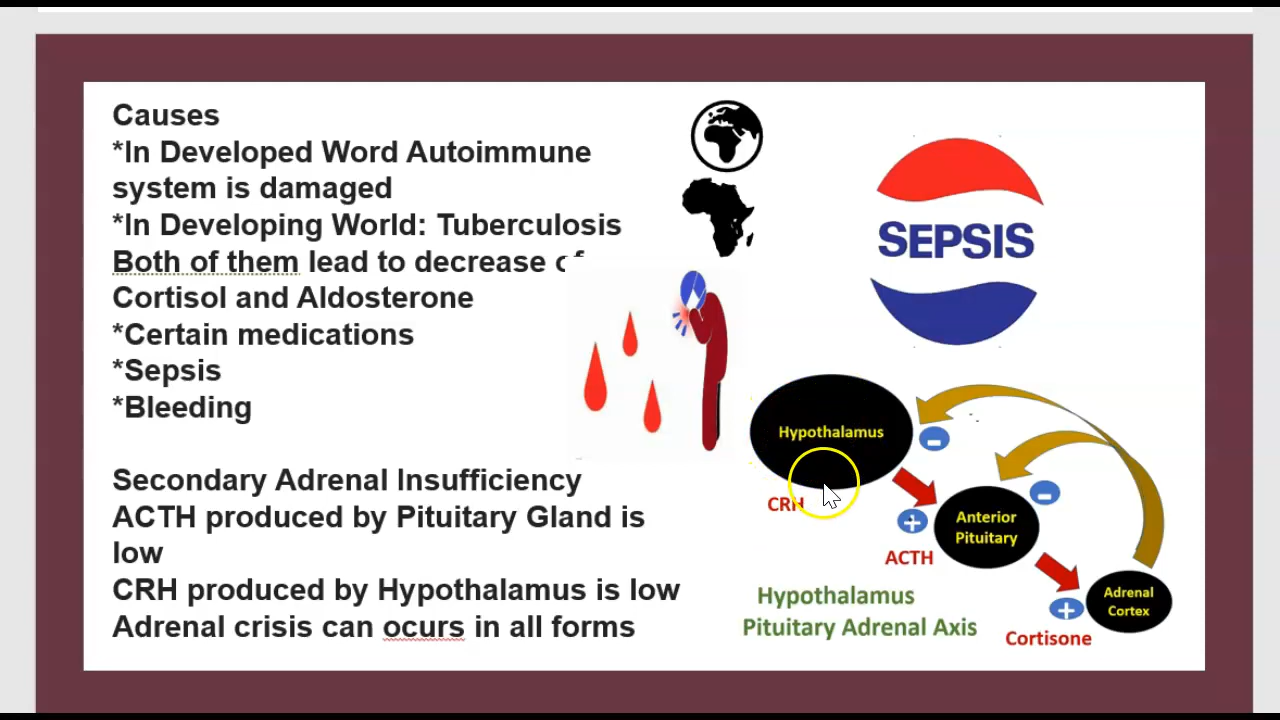 Causes
*In Developed Word Autoimmune
system is damaged
*In Developing World: Tuberculosis
Both of them lead to decrease of
Cortisol and Aldosterone
*Certain medications
*Sepsis
*Bleeding
Secondary Adrenal Insufficiency
ACTH produced by Pituitary Gland is
low
CRH produced by Hypothalamus is low
Adrenal crisis can ocurs in all forms
SEPSIS
Hypothalamus
CRH
Anterior
Pituitary
ACTH
Adrenal
Cortex
Cortisone
Hypothalamus
Pituitary Adrenal Axis